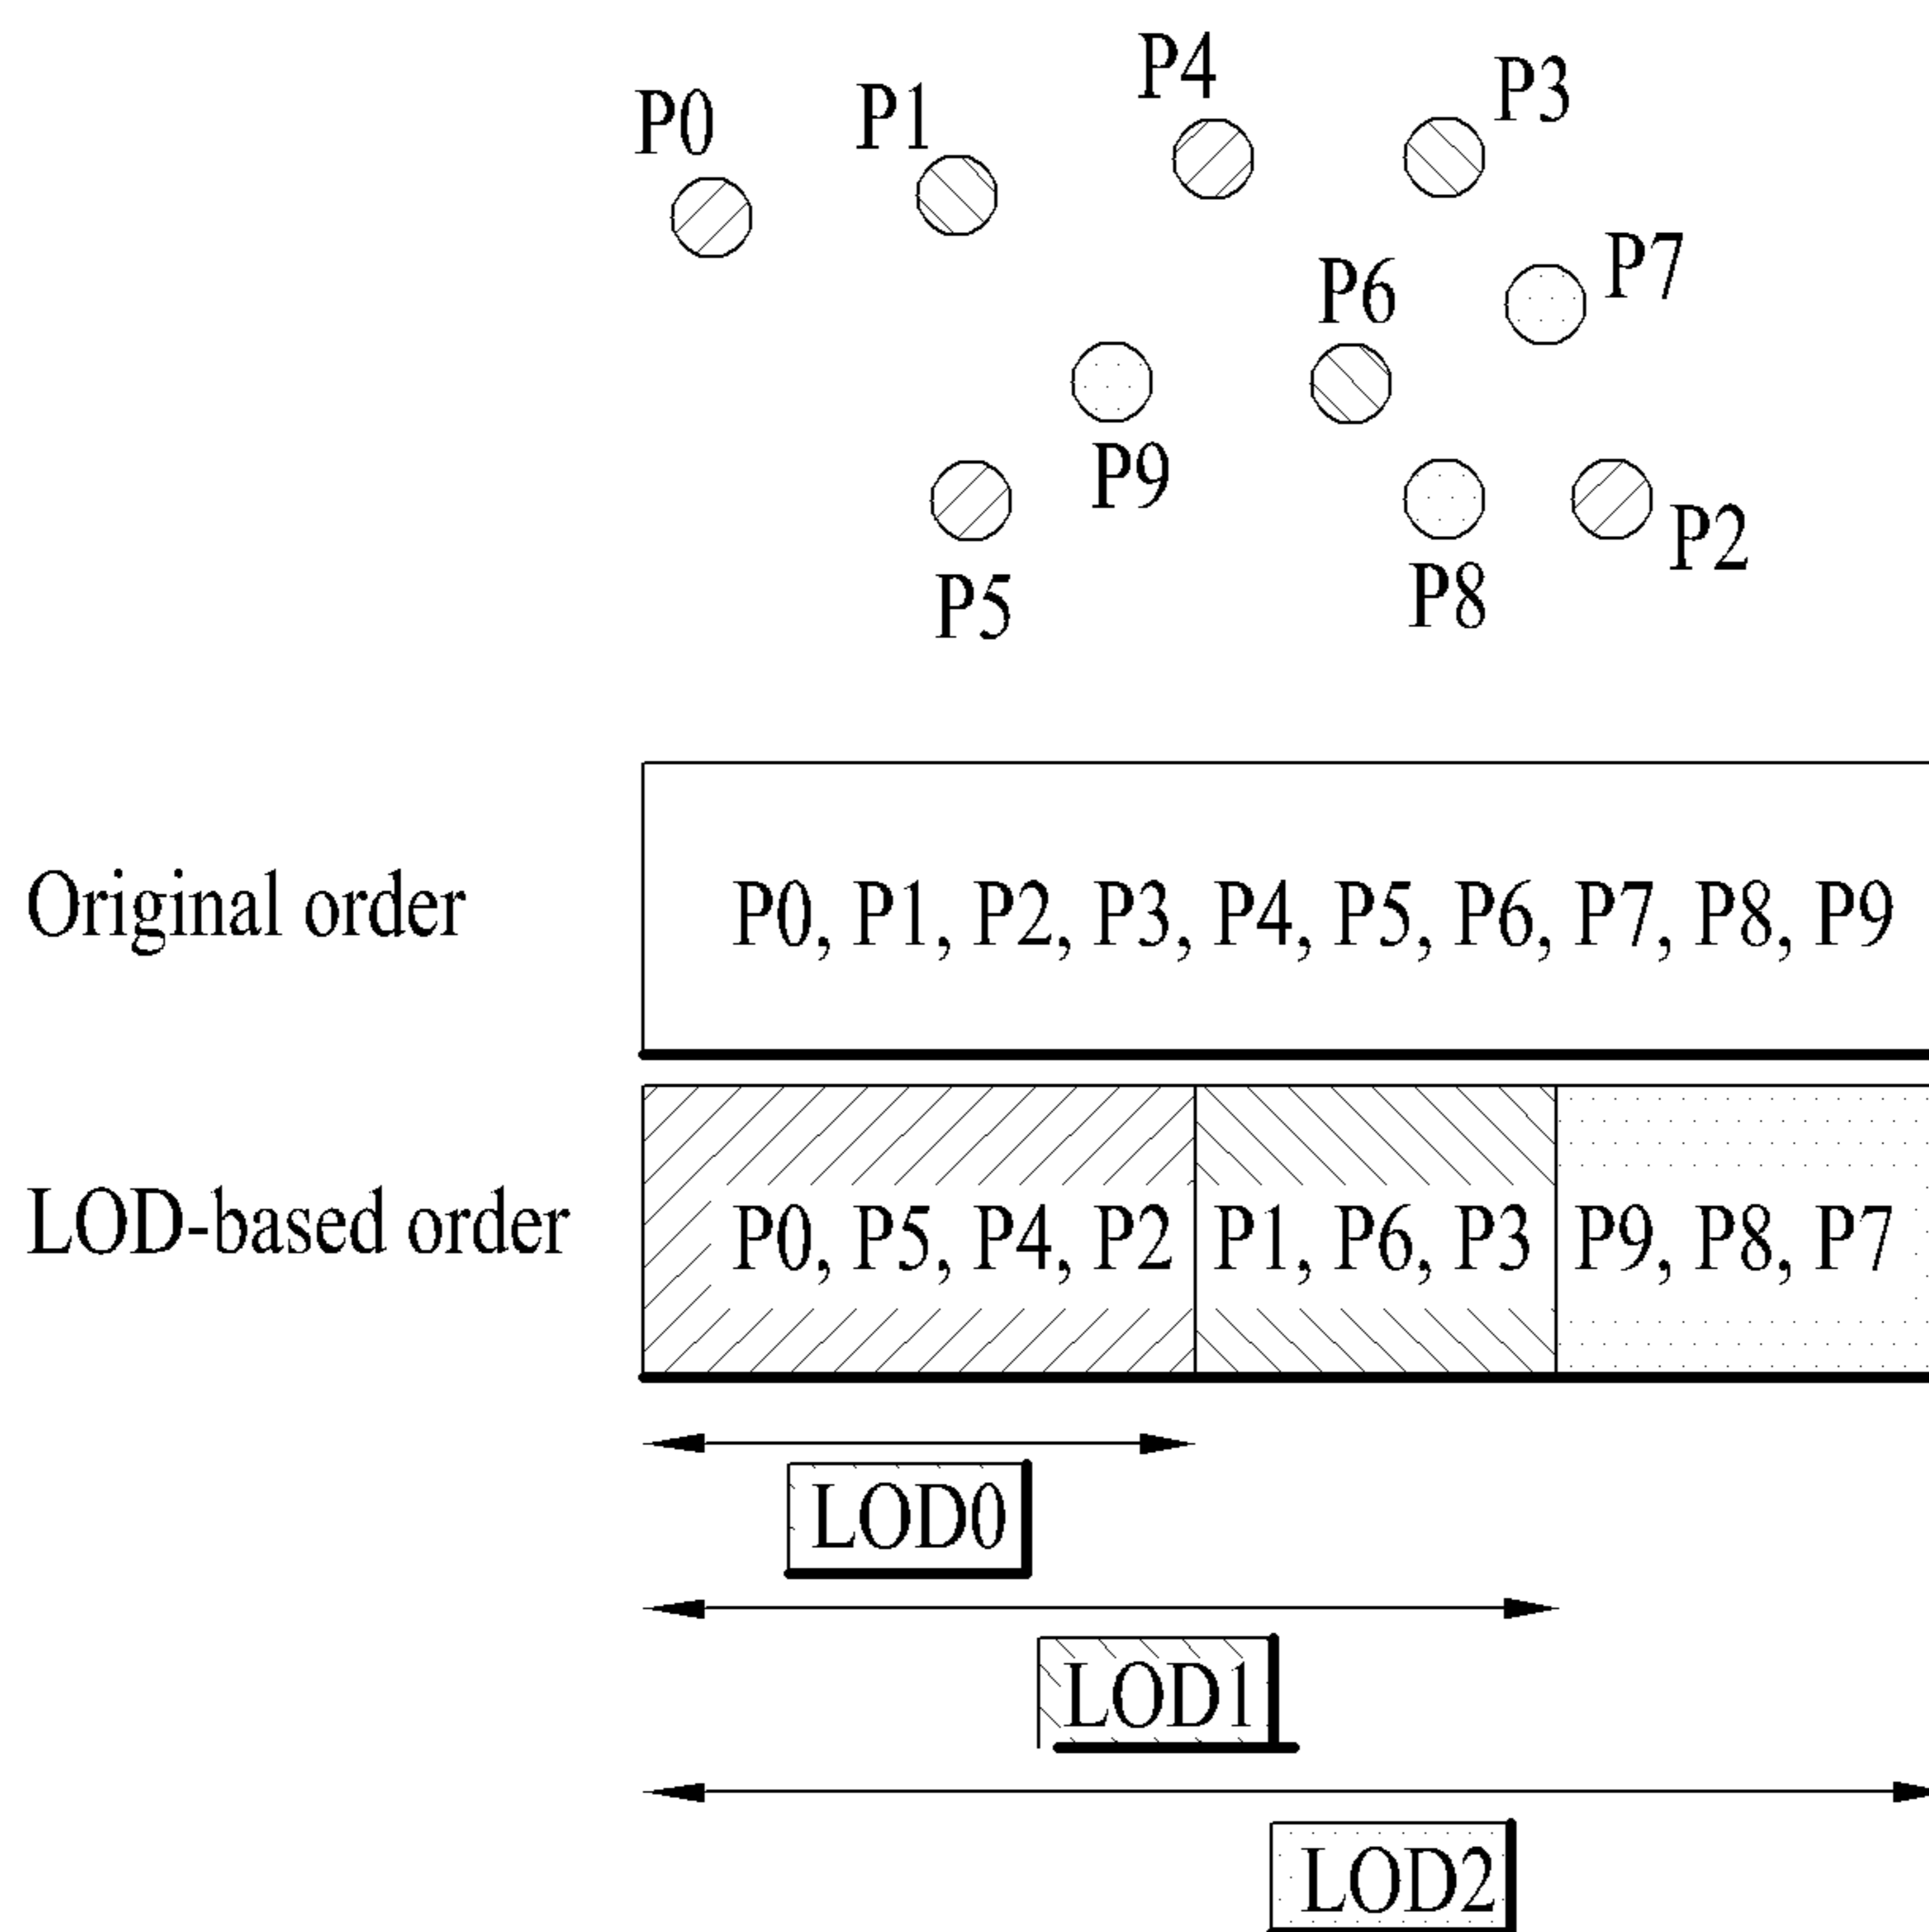 P4
P3
P0
P1
P7
P6
P9
P2
P5
P8
Original order
P0, P1, P2, P3, P4, P5, P6, P7, P8, P9
LOD-based order
P0, P5, P4, P2
P1, P6, P3
P9, P8, P7
LOD0
LOD1
LOD2